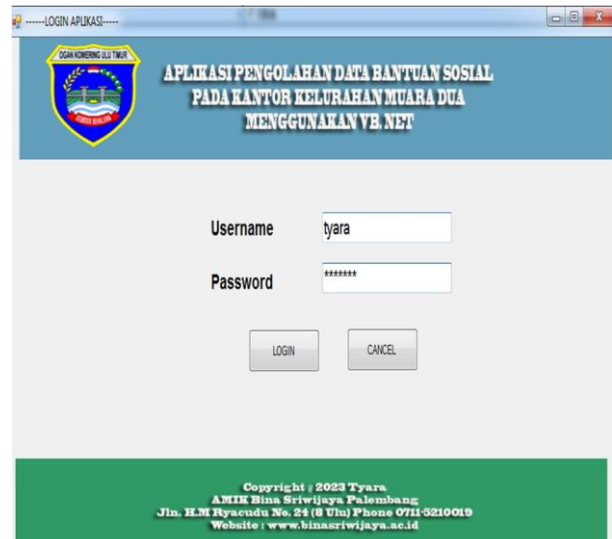 ------LOGIN APLIKASI-----
OGAN KOMERING ULU TIMUR
APLIKASI PENGOLAHAN DATA BANTUAN SOSIAL
PADA KANTOR KELURAHAN MUARA DUA
MENGGUNAKAN VB.NET
Username
tyara
Password
*******
LOGIN
CANCEL
Copyright : 2023 Tyara
AMIK Bina Sriwijaya Palembang
Jln. H.M Ryacudu No. 24 (8 Ulu) Phone 0711-5210019
Website : www.binasriwijaya.ac.id